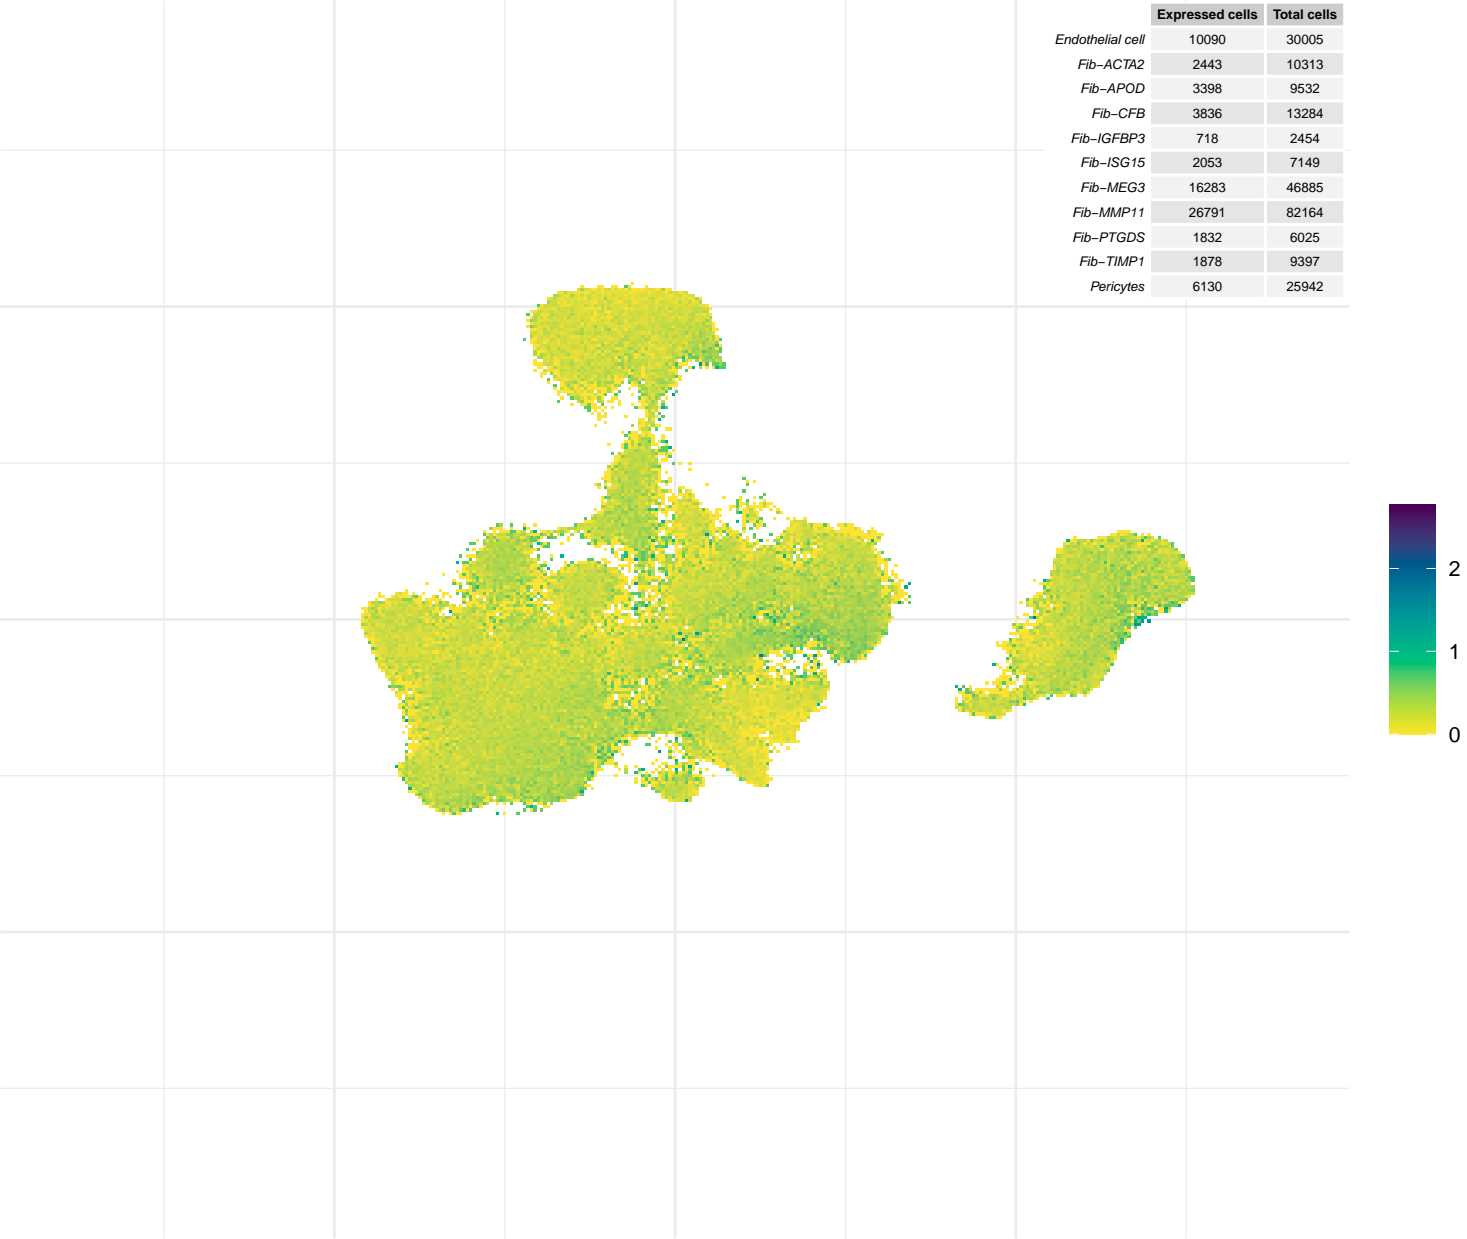 Expressed cells Total cells
Endothelial cell 10090 30005
Fib−ACTA2 2443 10313
Fib−APOD 3398 9532
Fib−CFB 3836 13284
Fib−IGFBP3 718 2454
Fib−ISG15 2053 7149
Fib−MEG3 16283 46885
Fib−MMP11 26791 82164
Fib−PTGDS 1832 6025
Fib−TIMP1 1878 9397
Pericytes 6130 25942
2
1
0